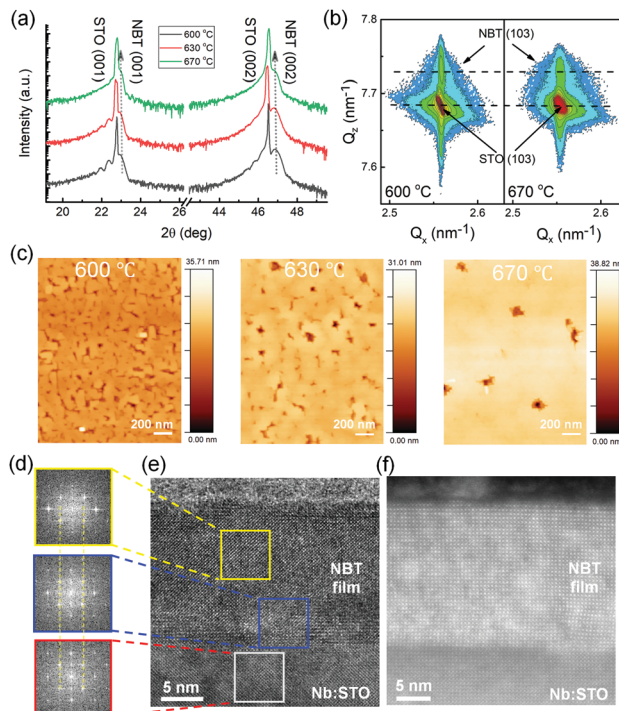 (a)
600 °C
630 °C
670 °C
STO (001)
NBT (001)
STO (002)
NBT (002)
Intensity (a.u.)
20 22 24 26 44 46 48
2θ (deg)
(b)
7.8
7.7
7.6
Q_z (nm⁻¹)
NBT (103)
STO (103)
600 °C
670 °C
2.5 2.6 2.5 2.6
Q_x (nm⁻¹) Q_x (nm⁻¹)
(c)
600 ℃
35.71 nm
0.00 nm
200 nm
630 ℃
31.01 nm
0.00 nm
200 nm
670 ℃
38.82 nm
0.00 nm
200 nm
(d)
(e)
NBT
film
5 nm
Nb:STO
(f)
NBT
film
5 nm
Nb:STO